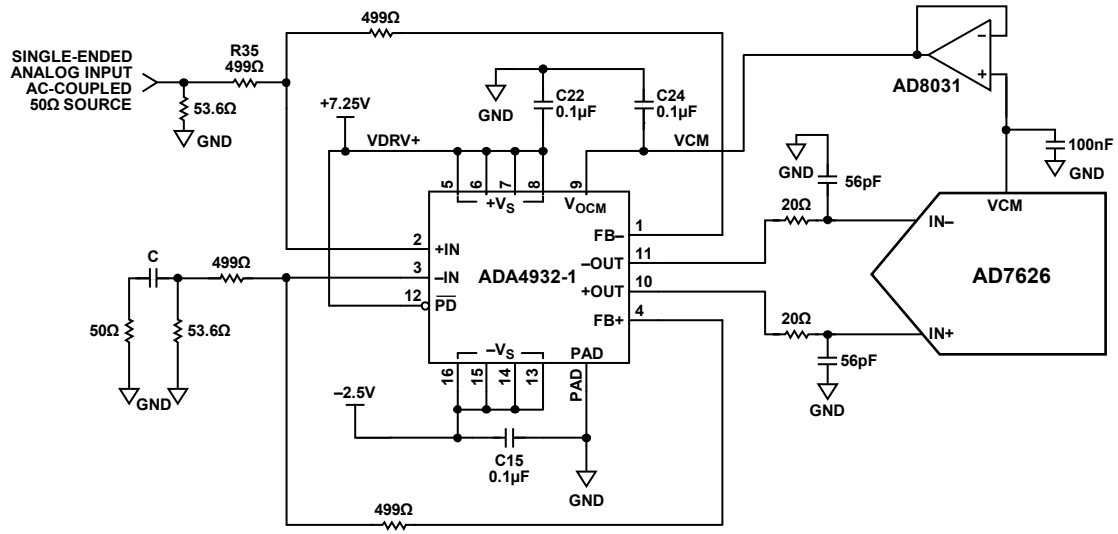 499Ω
SINGLE-ENDED
ANALOG INPUT
AC-COUPLED
50Ω SOURCE
R35
499Ω
53.6Ω
GND
+7.25V
VDRV+
GND
C22
0.1µF
C24
0.1µF
VCM
AD8031
–
+
100nF
GND
GND
56pF
20Ω
VCM
IN–
AD7626
IN+
20Ω
56pF
GND
5
6
7
8
9
+VS
VOCM
FB–
1
2
+IN
–OUT
11
3
–IN
ADA4932-1
+OUT
10
12
PD
FB+
4
–VS
PAD
16
15
14
13
PAD
C
499Ω
50Ω
53.6Ω
GND
–2.5V
C15
0.1µF
GND
499Ω